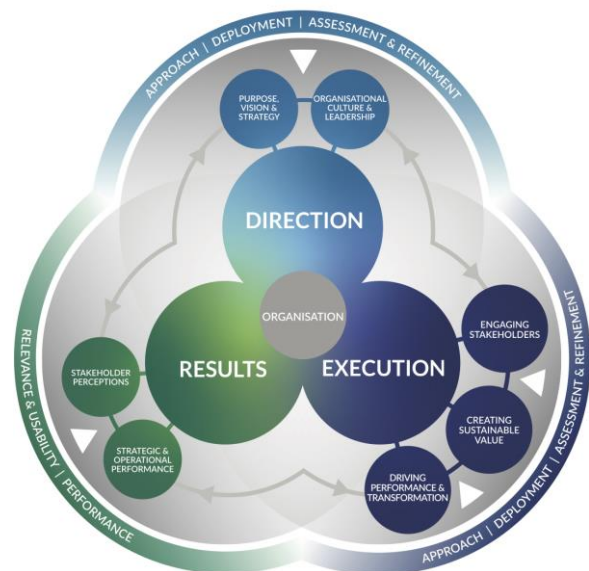 APPROACH | DEPLOYMENT | ASSESSMENT & REFINEMENT
PURPOSE,
VISION &
STRATEGY
ORGANISATIONAL
CULTURE &
LEADERSHIP
DIRECTION
ORGANISATION
RESULTS
EXECUTION
STAKEHOLDER
PERCEPTIONS
STRATEGIC &
OPERATIONAL
PERFORMANCE
ENGAGING
STAKEHOLDERS
CREATING
SUSTAINABLE
VALUE
DRIVING
PERFORMANCE &
TRANSFORMATION
RELEVANCE & USABILITY | PERFORMANCE
APPROACH | DEPLOYMENT | ASSESSMENT & REFINEMENT